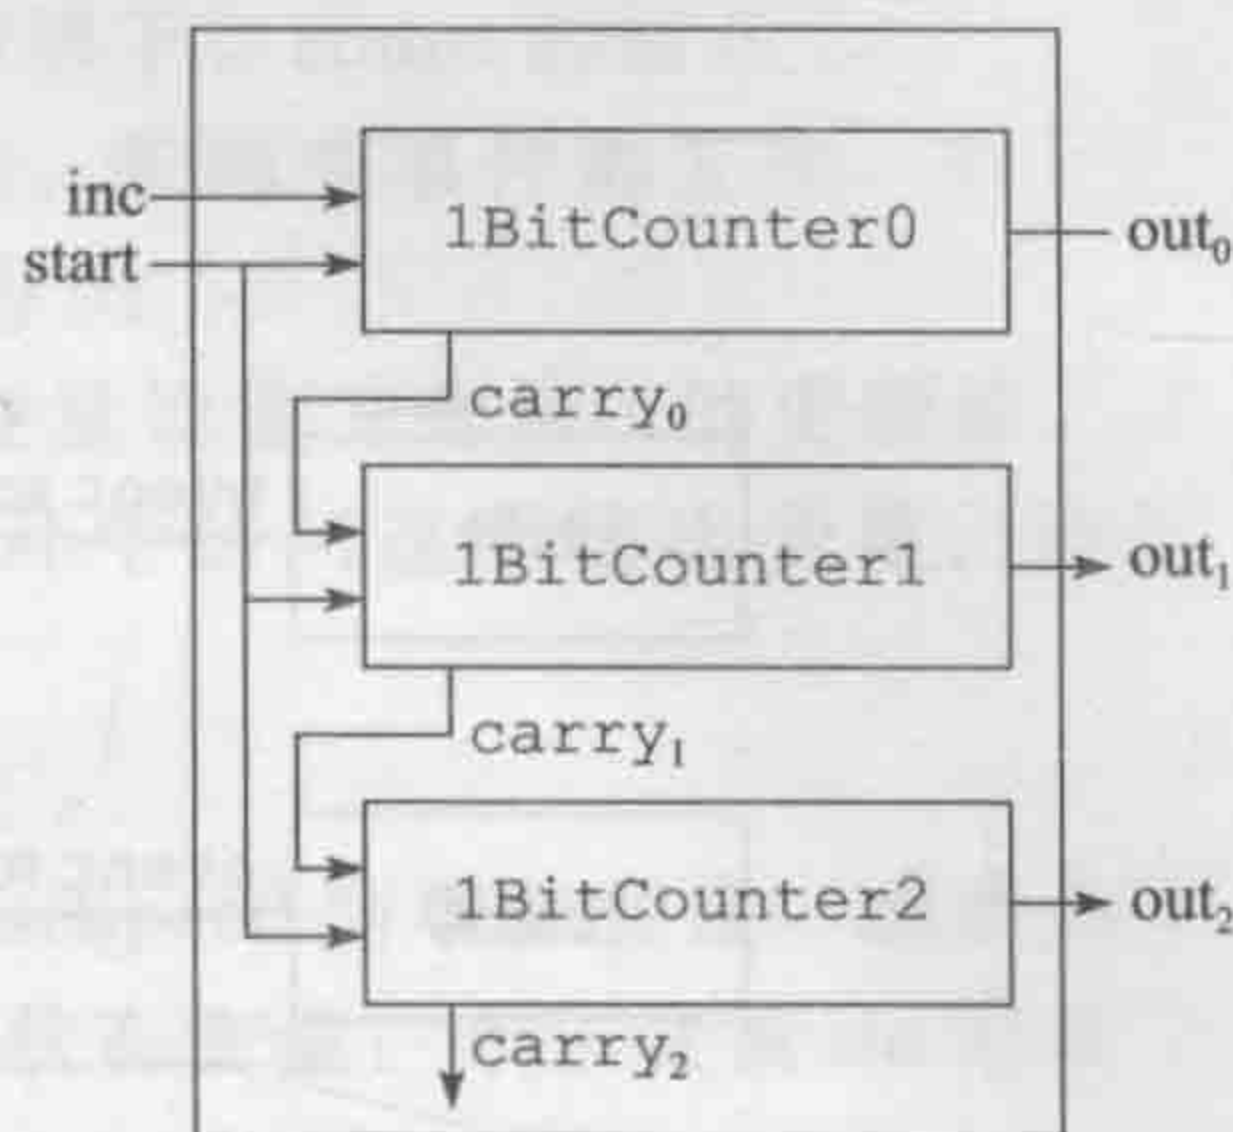 inc
1BitCounter0
out₀
start
carry₀
1BitCounter1
out₁
carry₁
1BitCounter2
out₂
carry₂